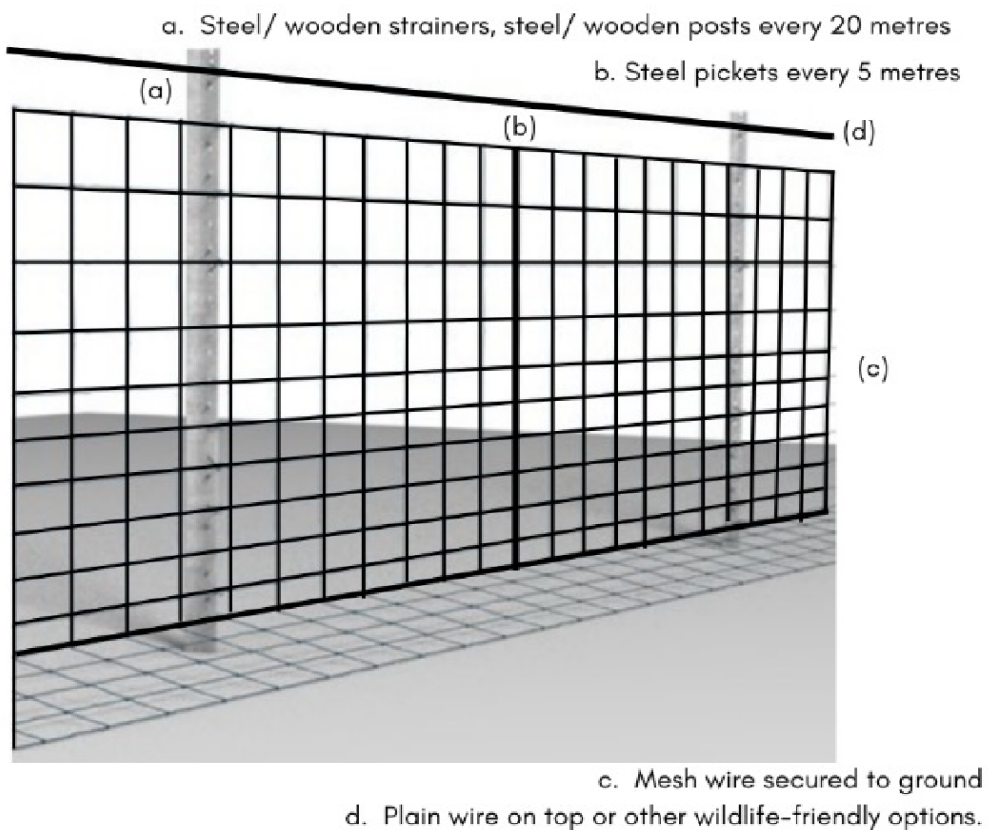 a. Steel/ wooden strainers, steel/ wooden posts every 20 metres
b. Steel pickets every 5 metres
(a)
(b)
(d)
(c)
c. Mesh wire secured to ground
d. Plain wire on top or other wildlife-friendly options.